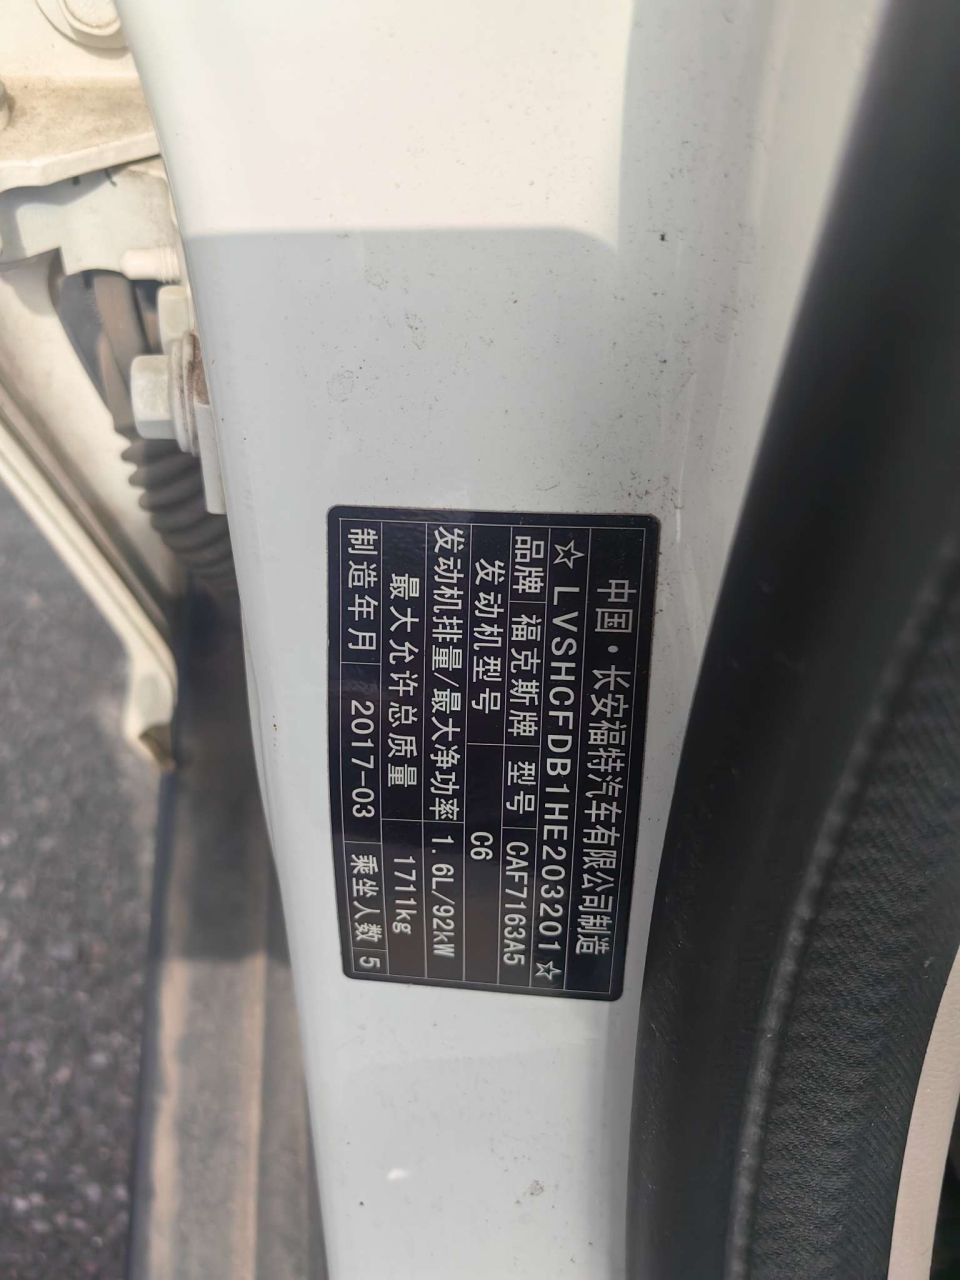 中国·长安福特汽车有限公司制造
☆LVSHCFDB1HE203201☆
品牌 福克斯牌 型号 CAF7163A5
发动机型号 C6
发动机排量/最大净功率 1.6L/92kW
最大允许总质量 1711kg
制造年月 2017-03 乘坐人数 5